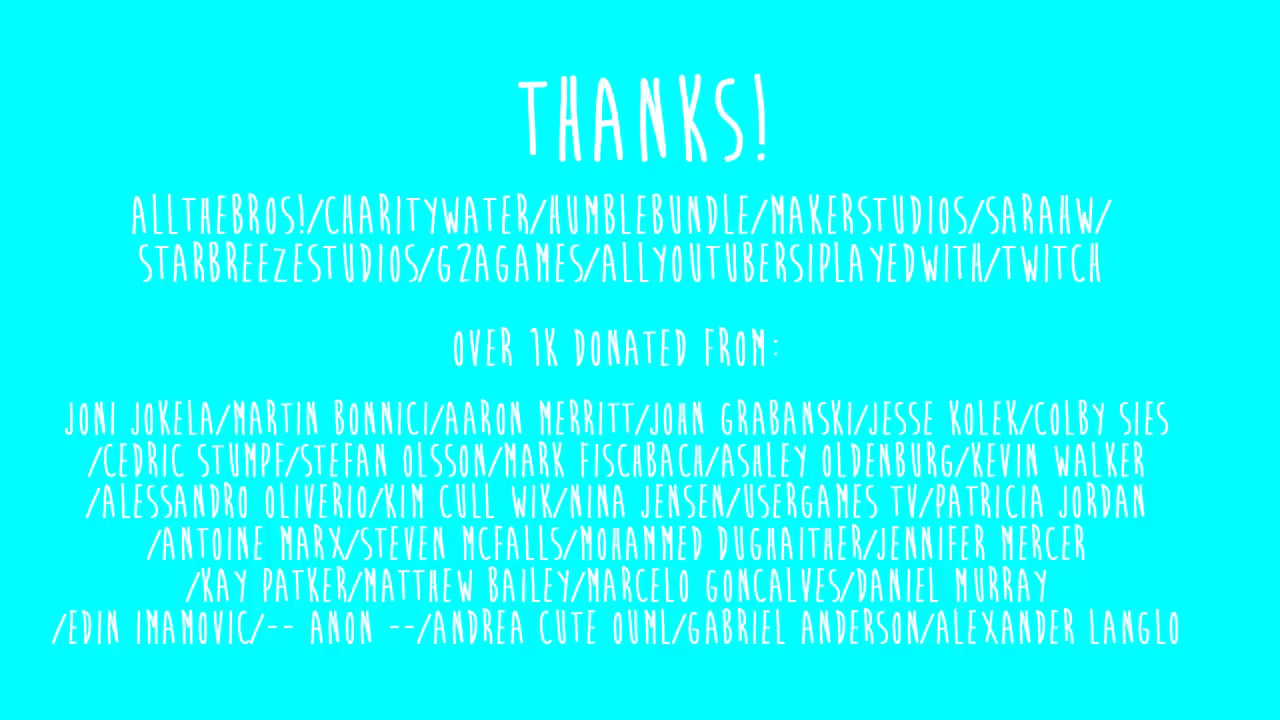 THANKS!
ALLTHEBROS!/CHARITYWATER/HUMBLEBUNDLE/MAKERSTUDIOS/SARAHW/
STARBREEZESTUDIOS/G2AGAMES/ALLYOUTUBERSIPLAYEDWITH/TWITCH
OVER 1K DONATED FROM:
JONI JOKELA/MARTIN BONNICI/AARON MERRITT/JOHN GRABANSKI/JESSE KOLEK/COLBY SIES
/CEDRIC STUMPF/STEFAN OLSSON/MARK FISCHBACH/ASHLEY OLDENBURG/KEVIN WALKER
/ALESSANDRO OLIVERIO/KIM CULL WIK/NINA JENSEN/USERGAMES TV/PATRICIA JORDAN
/ANTOINE MARX/STEVEN MCFALLS/MOHAMMED DUGHAITHER/JENNIFER MERCER
/KAY PATKER/MATTHEW BAILEY/MARCELO GONCALVES/DANIEL MURRAY
/EDIN IMAMOVIC/-- ANON --/ANDREA CUTE OUML/GABRIEL ANDERSON/ALEXANDER LANGLO